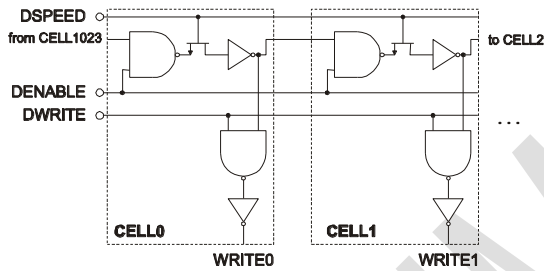 DSPEED
from CELL1023
to CELL2
DENABLE
DWRITE
...
CELL0
CELL1
WRITE0
WRITE1